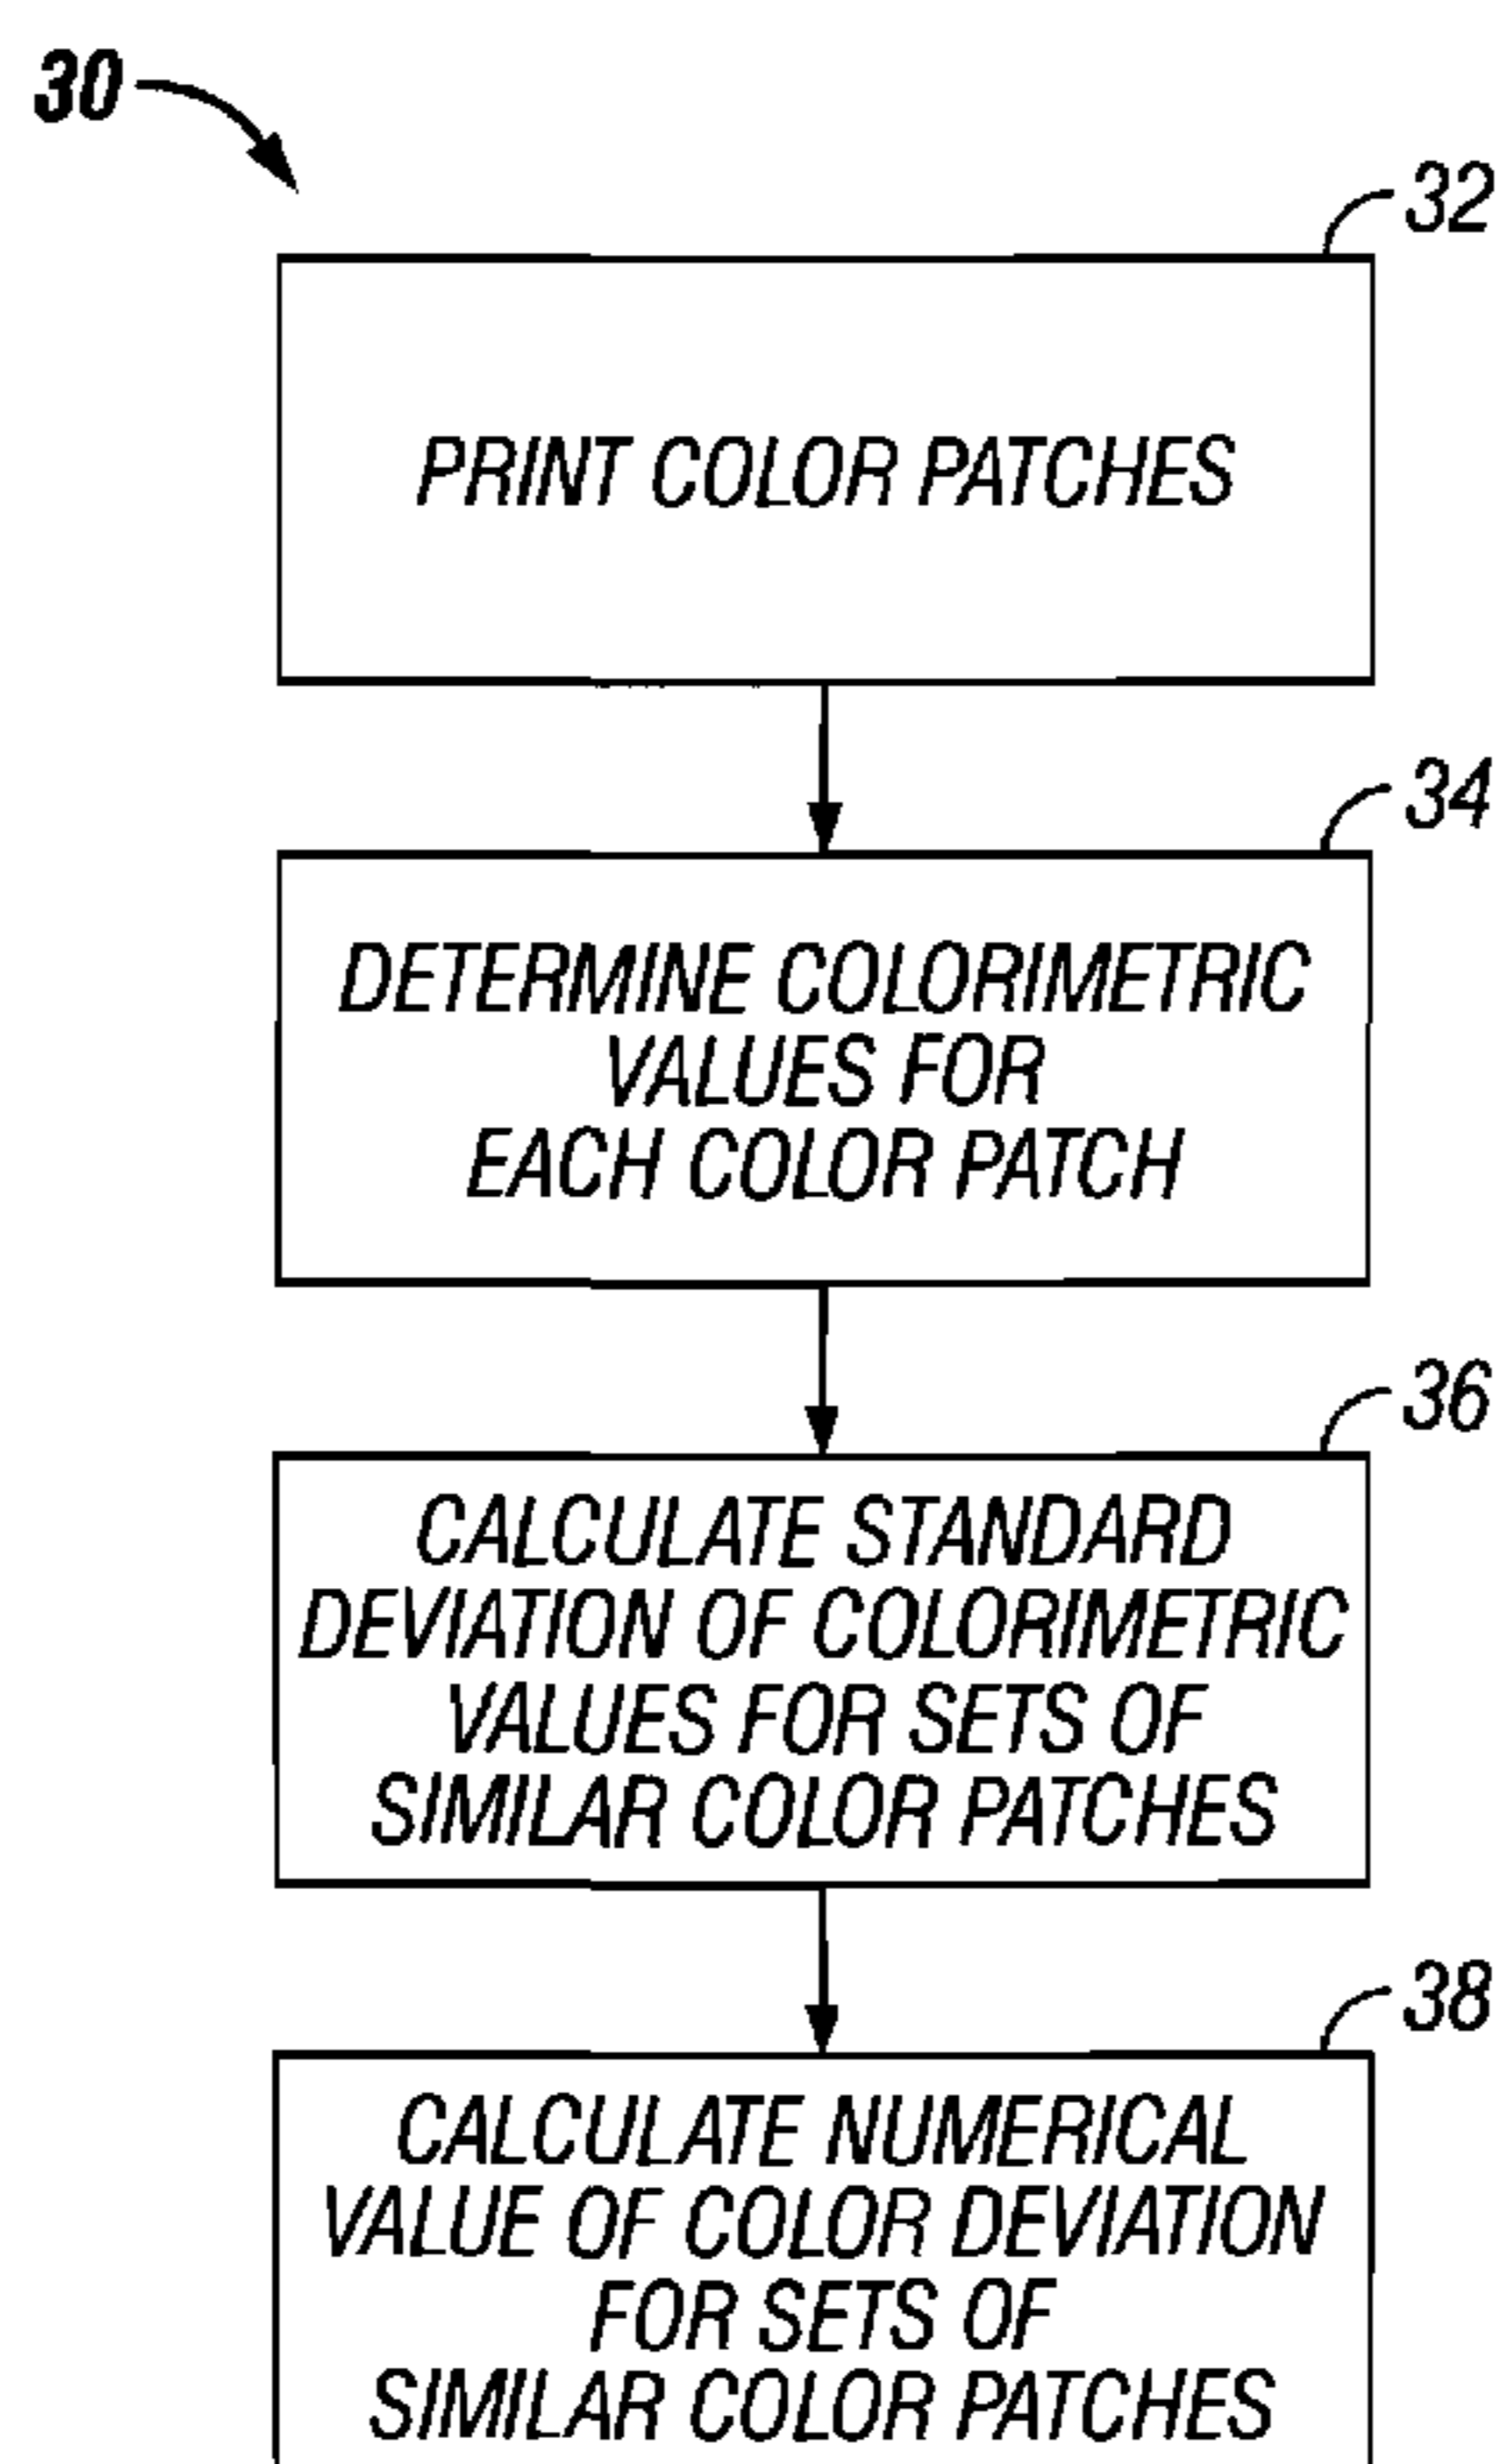 30
32
PRINT COLOR PATCHES
34
DETERMINE COLORIMETRIC
VALUES FOR
EACH COLOR PATCH
36
CALCULATE STANDARD
DEVIATION OF COLORIMETRIC
VALUES FOR SETS OF
SIMILAR COLOR PATCHES
38
CALCULATE NUMERICAL
VALUE OF COLOR DEVIATION
FOR SETS OF
SIMILAR COLOR PATCHES